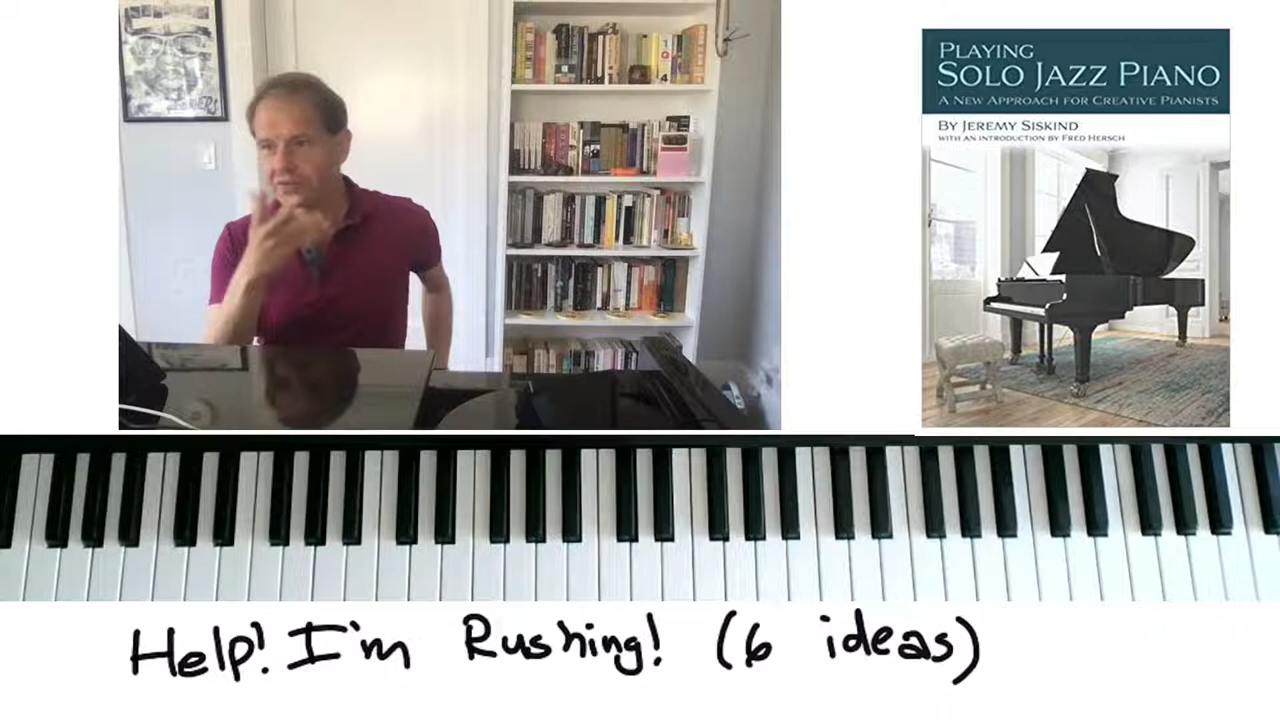 PLAYING
SOLO JAZZ PIANO
A NEW APPROACH FOR CREATIVE PIANISTS
BY JEREMY SISKIND
WITH AN INTRODUCTION BY FRED HERSCH
Help! I'm Rushing! (6 ideas)